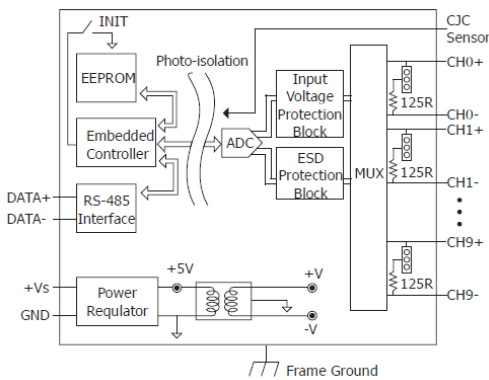 INIT
CJC
Sensor
EEPROM
Photo-isolation
Input
Voltage
Protection
Block
CH0+
125R
CH0-
CH1+
Embedded
Controller
ADC
ESD
Protection
Block
MUX
125R
CH1-
DATA+
DATA-
RS-485
Interface
CH9+
+5V
+V
+Vs
GND
Power
Requlator
125R
CH9-
-V
Frame Ground